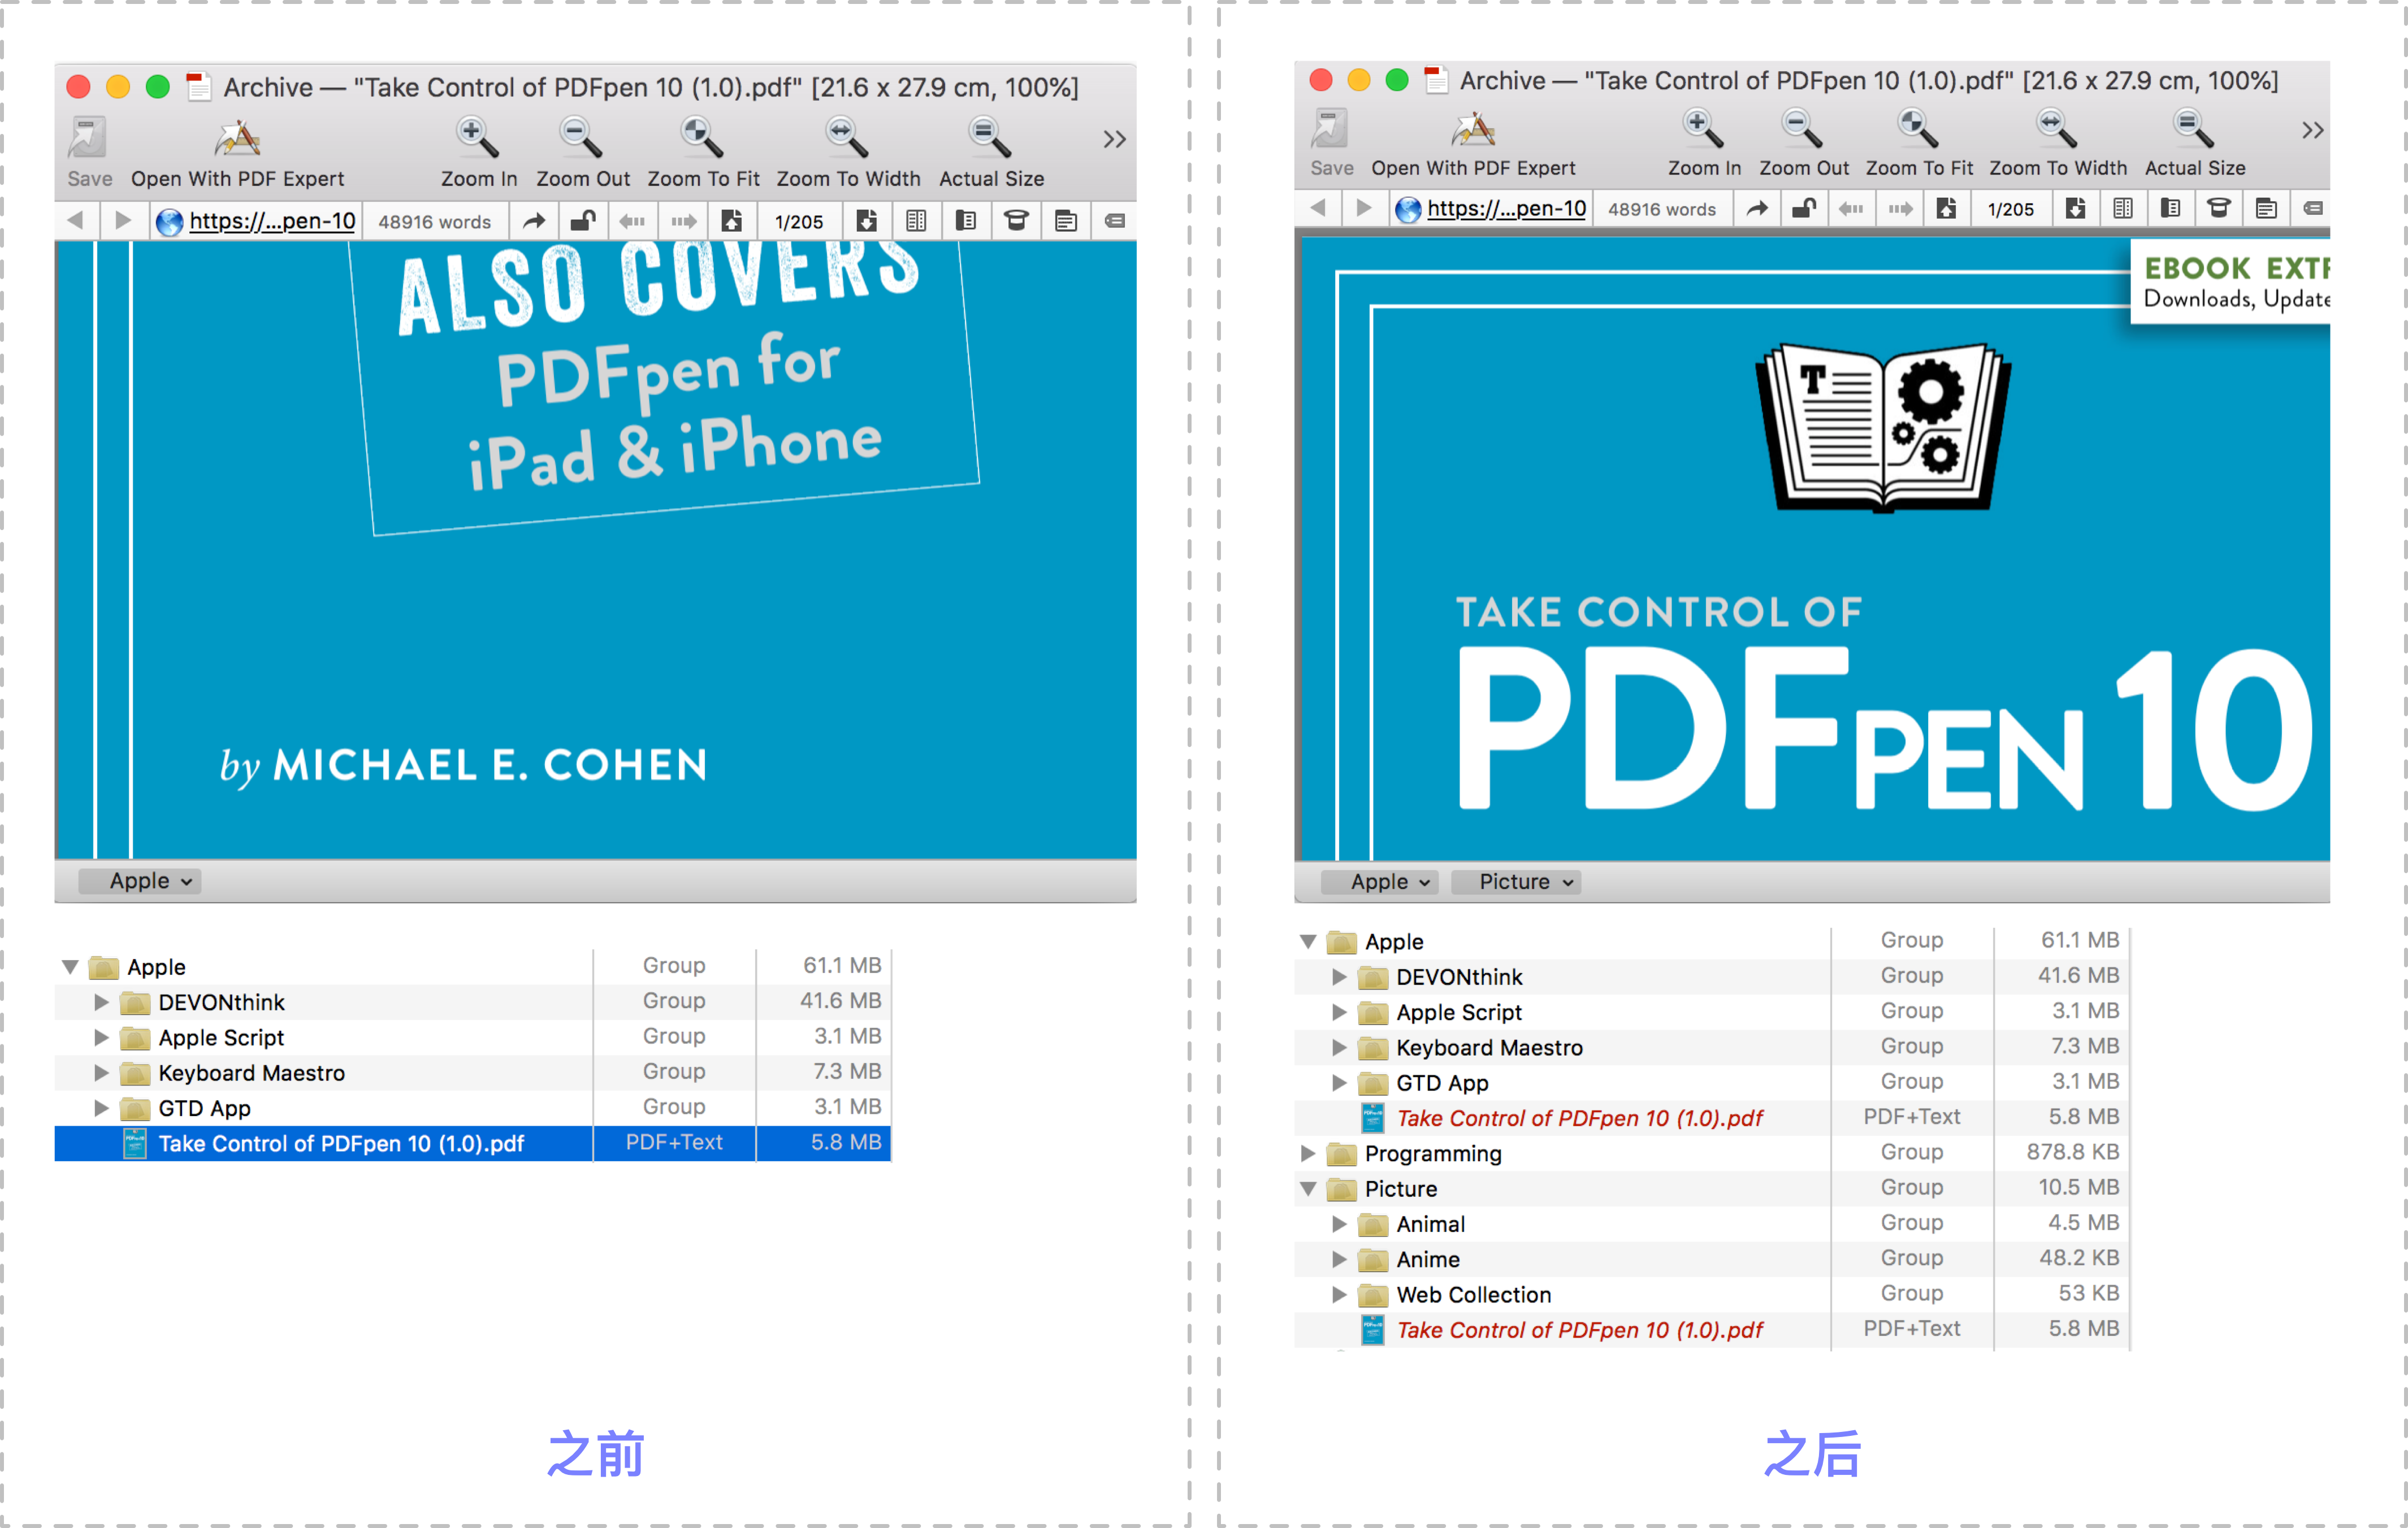 Archive — "Take Control of PDFpen 10 (1.0).pdf" [21.6 x 27.9 cm, 100%]
Save Open With PDF Expert Zoom In Zoom Out Zoom To Fit Zoom To Width Actual Size
https://...pen-10 48916 words 1/205
ALSO COVERS
PDFpen for
iPad & iPhone
by MICHAEL E. COHEN
Apple
Apple Group 61.1 MB
DEVONthink Group 41.6 MB
Apple Script Group 3.1 MB
Keyboard Maestro Group 7.3 MB
GTD App Group 3.1 MB
Take Control of PDFpen 10 (1.0).pdf PDF+Text 5.8 MB
之前
Archive — "Take Control of PDFpen 10 (1.0).pdf" [21.6 x 27.9 cm, 100%]
Save Open With PDF Expert Zoom In Zoom Out Zoom To Fit Zoom To Width Actual Size
https://...pen-10 48916 words 1/205
EBOOK EXTR
Downloads, Update
T
TAKE CONTROL OF
PDFPEN 10
Apple Picture
Apple Group 61.1 MB
DEVONthink Group 41.6 MB
Apple Script Group 3.1 MB
Keyboard Maestro Group 7.3 MB
GTD App Group 3.1 MB
Take Control of PDFpen 10 (1.0).pdf PDF+Text 5.8 MB
Programming Group 878.8 KB
Picture Group 10.5 MB
Animal Group 4.5 MB
Anime Group 48.2 KB
Web Collection Group 53 KB
Take Control of PDFpen 10 (1.0).pdf PDF+Text 5.8 MB
之后